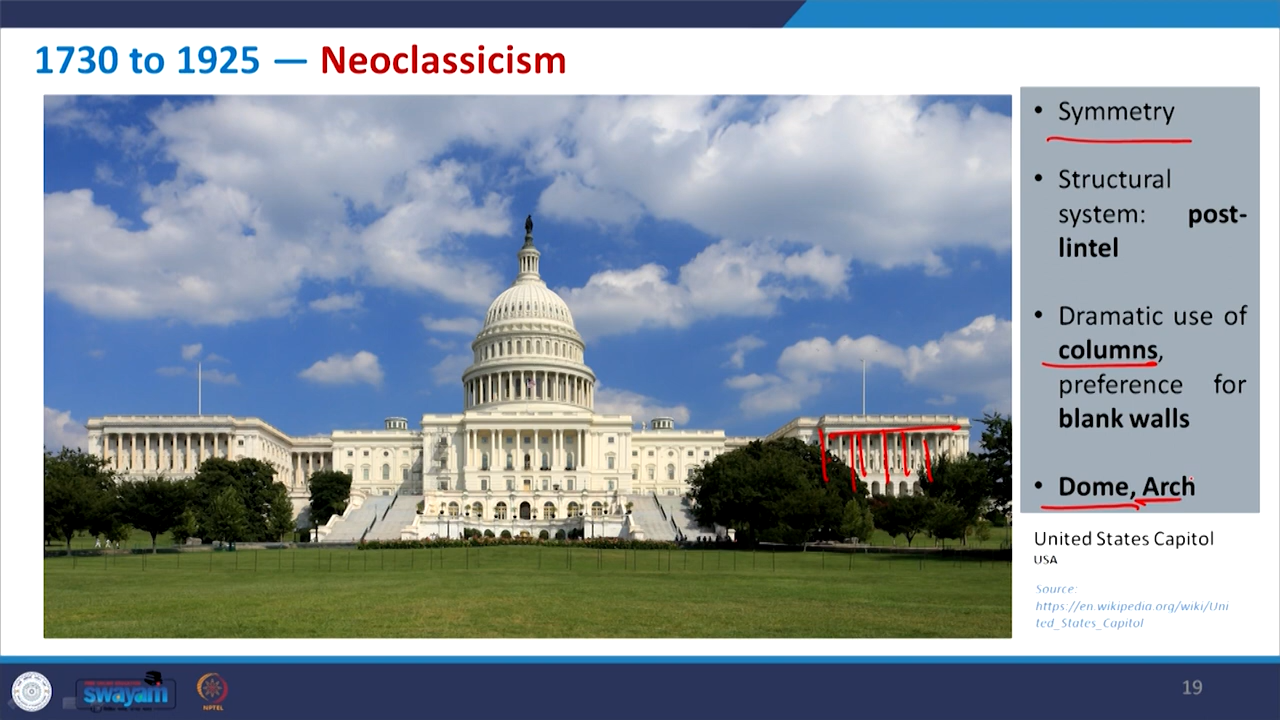 1730 to 1925 — Neoclassicism
• Symmetry
• Structural
system: post-
lintel
• Dramatic use of
columns,
preference for
blank walls
• Dome, Arch
United States Capitol
USA
Source:
https://en.wikipedia.org/wiki/Uni
ted_States_Capitol
swayam
NPTEL
19